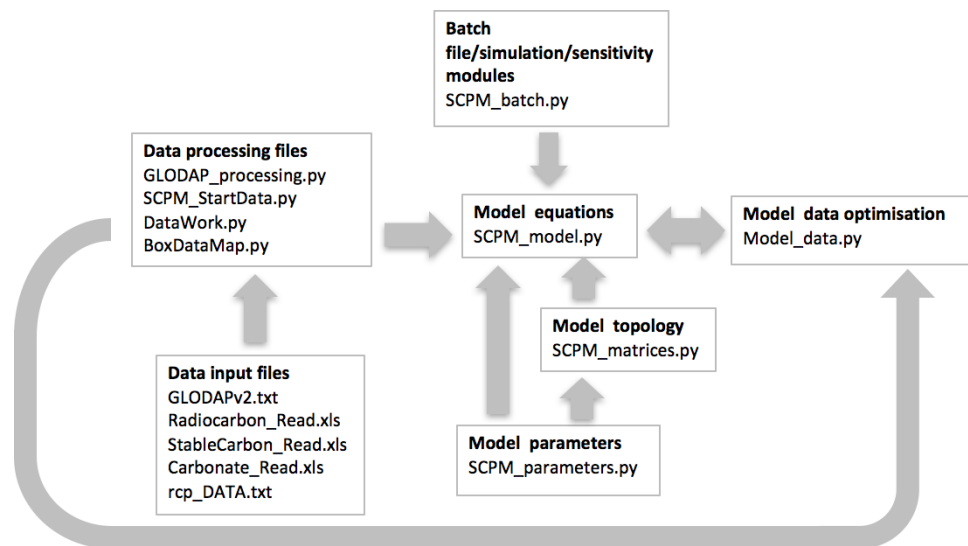 Batch
file/simulation/sensitivity
modules
SCPM_batch.py
Data processing files
GLODAP_processing.py
SCPM_StartData.py
DataWork.py
BoxDataMap.py
Model equations
SCPM_model.py
Model data optimisation
Model_data.py
Model topology
SCPM_matrices.py
Data input files
GLODAPv2.txt
Radiocarbon_Read.xls
StableCarbon_Read.xls
Carbonate_Read.xls
rcp_DATA.txt
Model parameters
SCPM_parameters.py